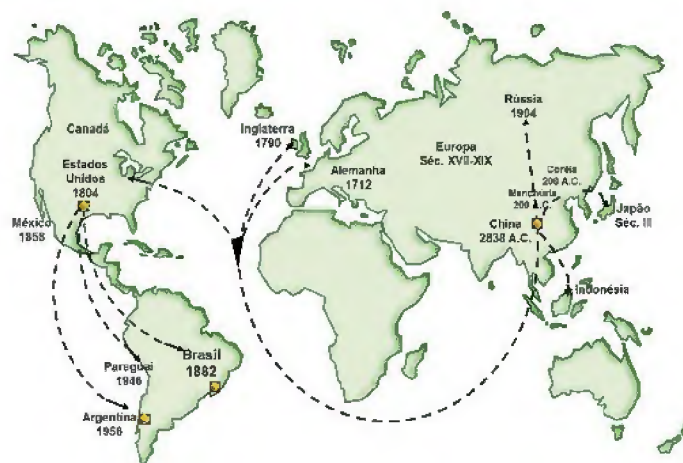 Canadá
Estados
Unidos
1804
México
1858
Inglaterra
1790
Alemanha
1712
Europa
Séc. XVII-XIX
Rússia
1904
Coréia
200 A.C.
Manchúria
200 A.C.
China
2838 A.C.
Japão
Séc. III
Indonésia
Paraguai
1946
Brasil
1882
Argentina
1956